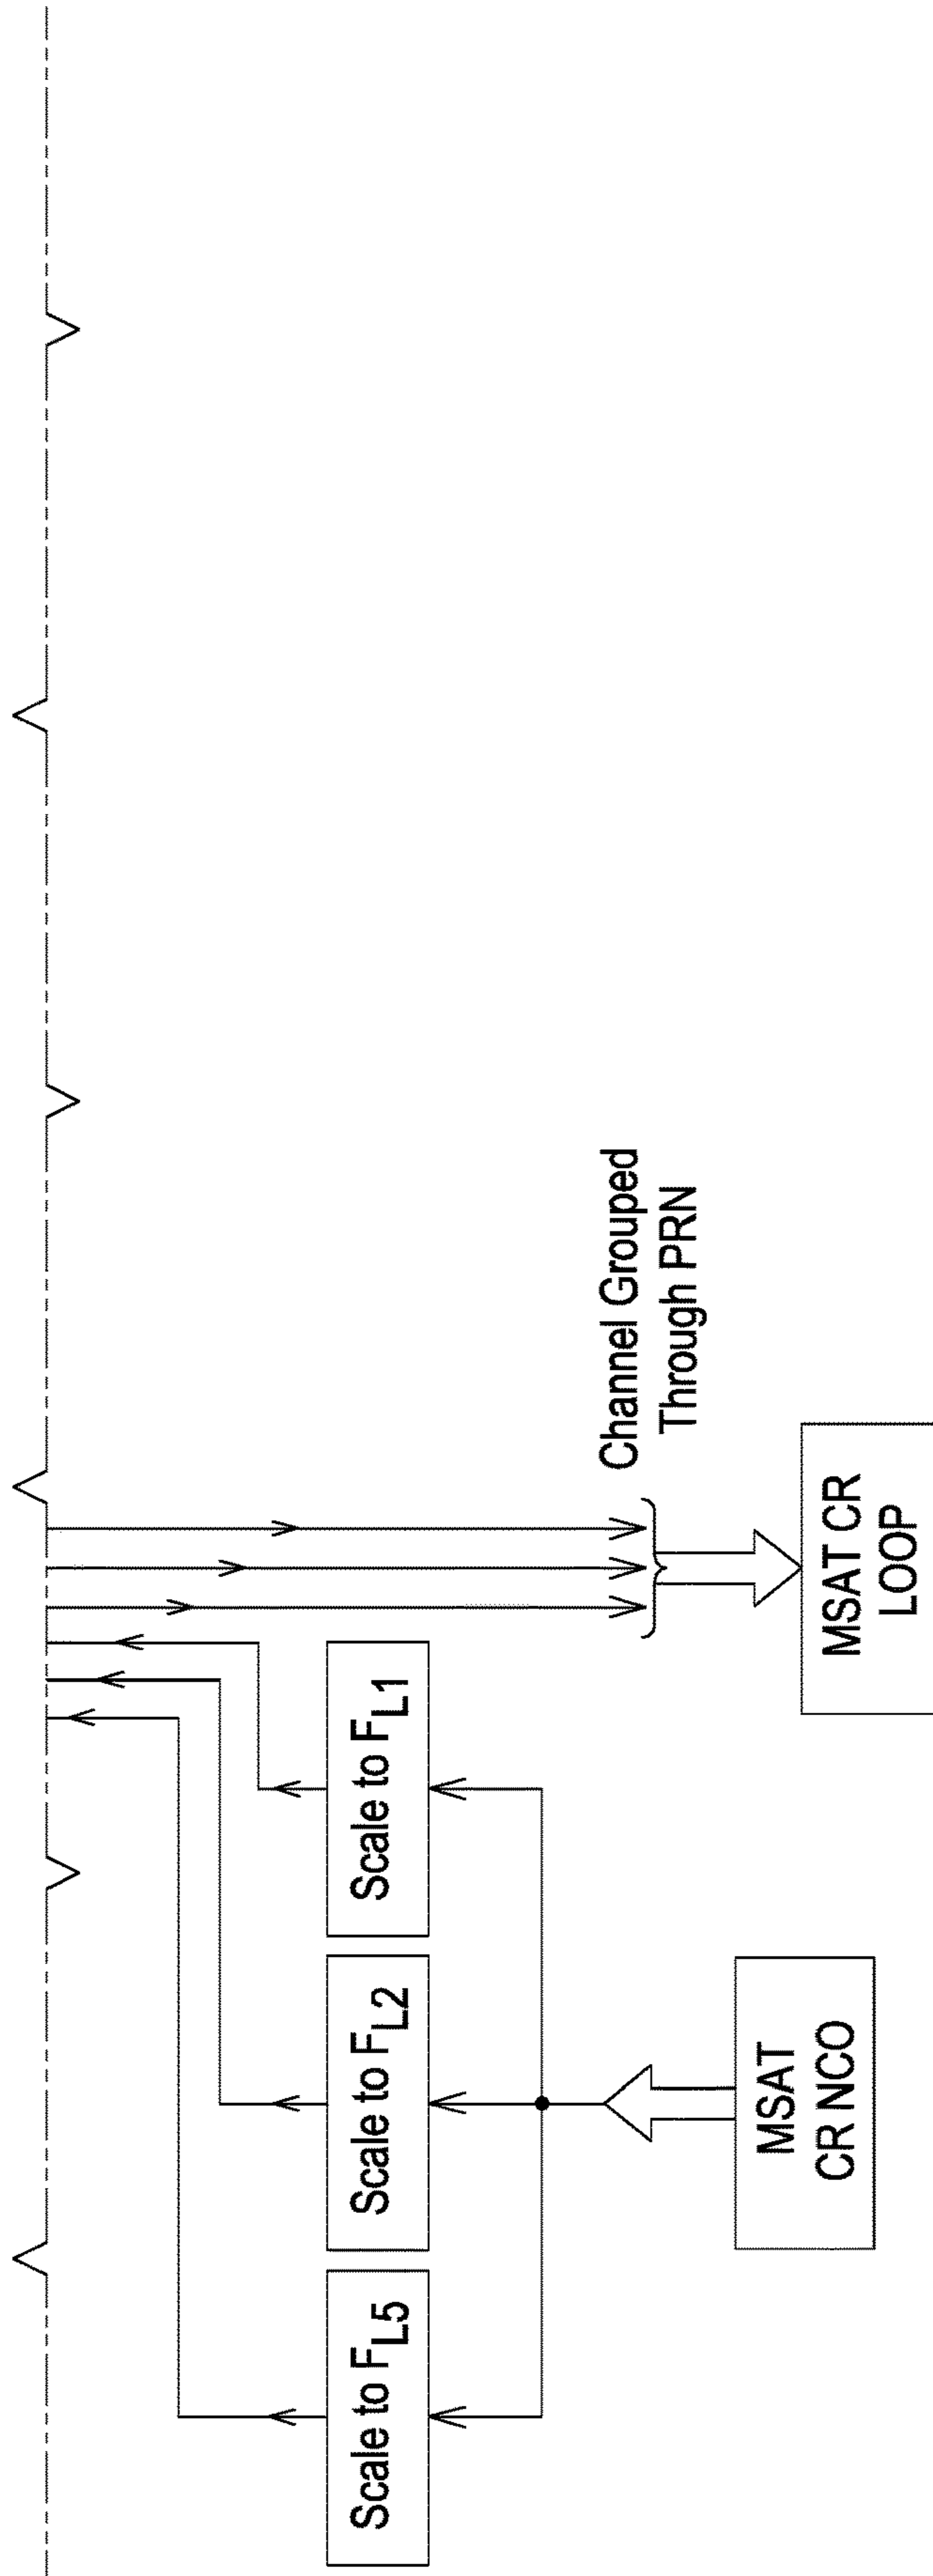 Channel Grouped
Through PRN
MSAT CR
LOOP
Scale to FL1
Scale to FL2
Scale to FL5
MSAT
CR NCO